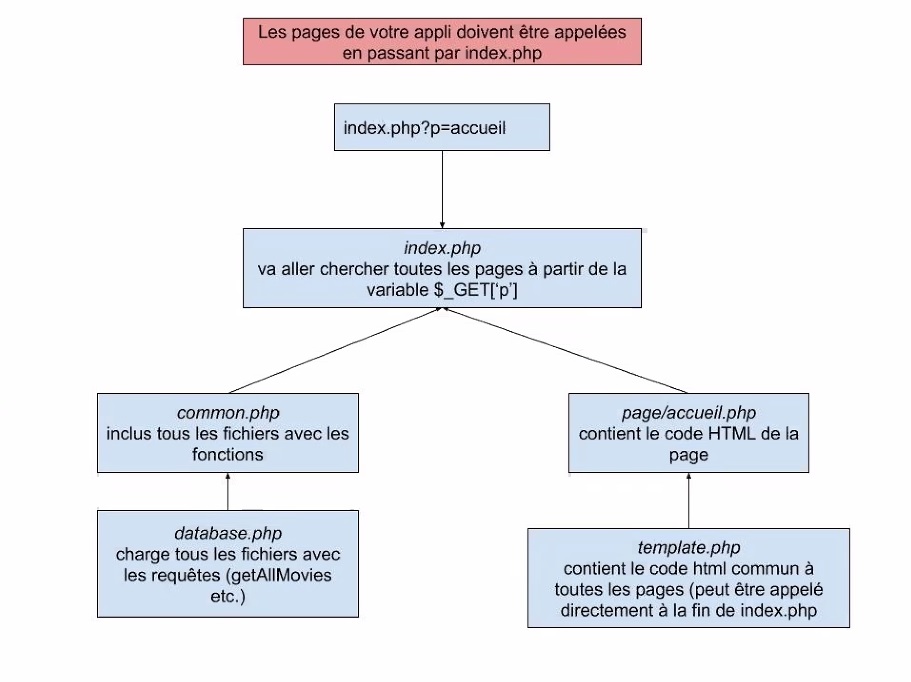 Les pages de votre appli doivent être appelées
en passant par index.php
index.php?p=accueil
index.php
va aller chercher toutes les pages à partir de la
variable $_GET[‘p’]
common.php
inclus tous les fichiers avec les
fonctions
page/accueil.php
contient le code HTML de la
page
database.php
charge tous les fichiers avec
les requêtes (getAllMovies
etc.)
template.php
contient le code html commun à
toutes les pages (peut être appelé
directement à la fin de index.php